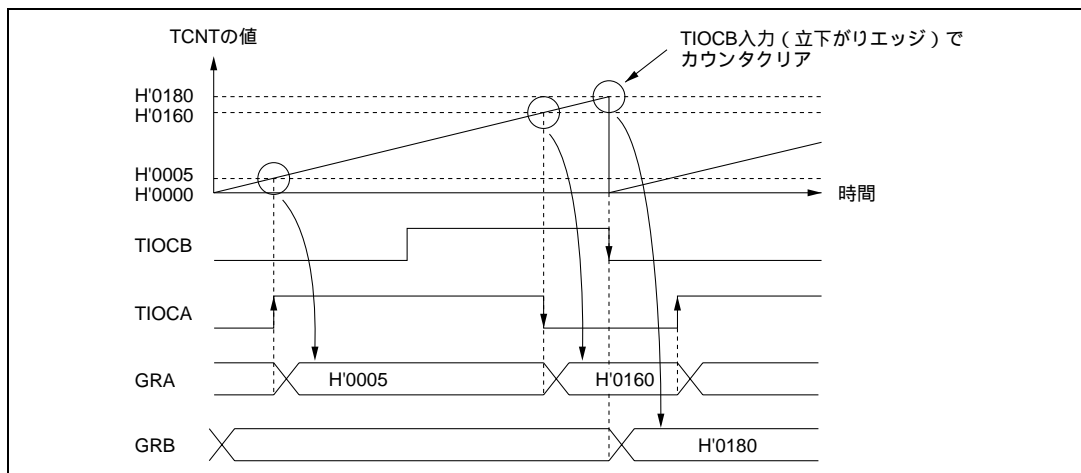 TCNTの値
TIOCB入力（立下がりエッジ）で
カウンタクリア
H'0180
H'0160
H'0005
H'0000
時間
TIOCB
TIOCA
GRA
H'0005
H'0160
GRB
H'0180